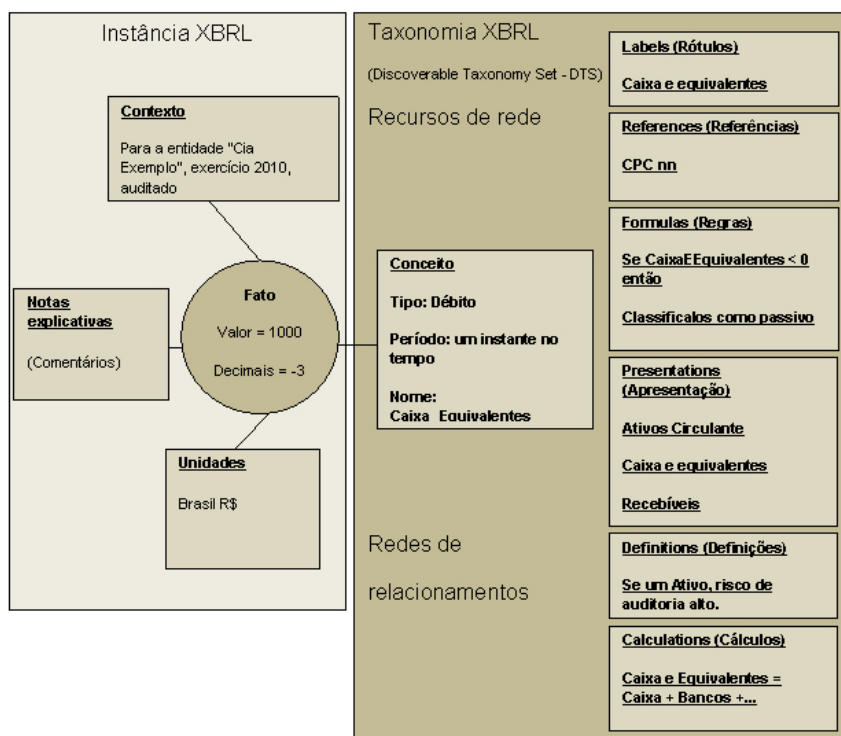 Instância XBRL
Contexto
Para a entidade "Cia
Exemplo", exercício 2010,
auditado
Notas
explicativas
(Comentários)
Fato
Valor = 1000
Decimais = -3
Unidades
Brasil R$
Taxonomia XBRL
(Discoverable Taxonomy Set - DTS)
Recursos de rede
Conceito
Tipo: Débito
Período: um instante no
tempo
Nome:
Caixa_Equivalentes
Redes de
relacionamentos
Labels (Rótulos)
Caixa e equivalentes
References (Referências)
CPC nn
Formulas (Regras)
Se CaixaEEquivalentes < 0
então
Classificalos como passivo
Presentations
(Apresentação)
Ativos Circulante
Caixa e equivalentes
Recebíveis
Definitions (Definições)
Se um Ativo, risco de
auditoria alto.
Calculations (Cálculos)
Caixa e Equivalentes =
Caixa + Bancos +...